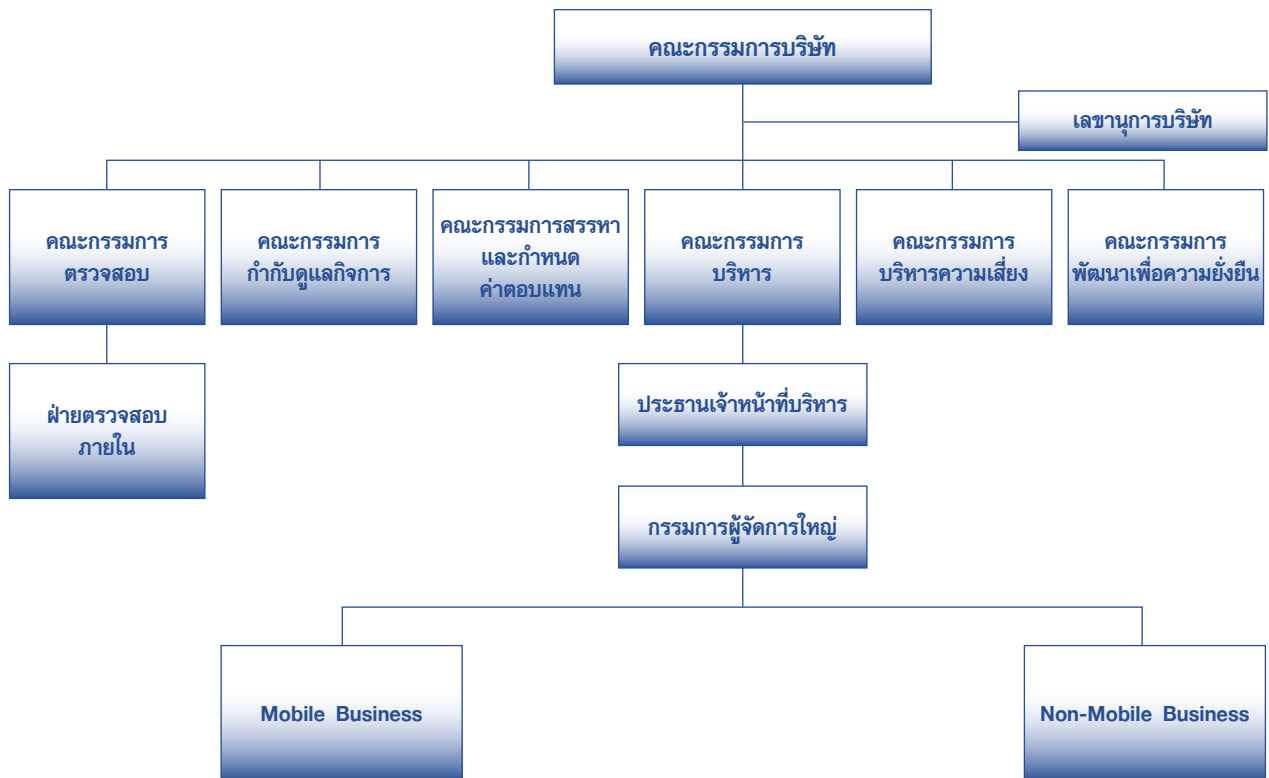 คณะกรรมการบริษัท
เลขานุการบริษัท
คณะกรรมการ
ตรวจสอบ
คณะกรรมการ
กำกับดูแลกิจการ
คณะกรรมการสรรหา
และกำหนด
ค่าตอบแทน
คณะกรรมการ
บริหาร
คณะกรรมการ
บริหารความเสี่ยง
คณะกรรมการ
พัฒนาเพื่อความยั่งยืน
ฝ่ายตรวจสอบ
ภายใน
ประธานเจ้าหน้าที่บริหาร
กรรมการผู้จัดการใหญ่
Mobile Business
Non-Mobile Business